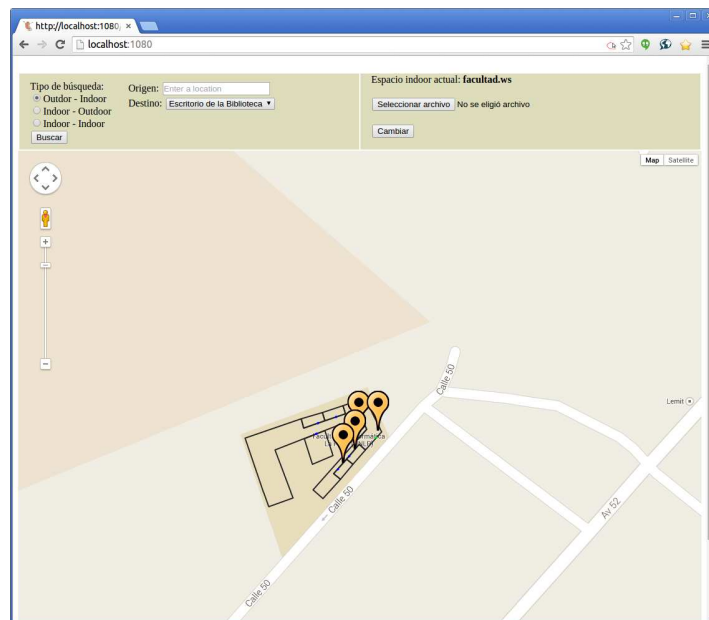 http://localhost:1080
localhost:1080
Tipo de búsqueda:
Outdor - Indoor
Indoor - Outdoor
Indoor - Indoor
Buscar
Origen: Enter a location
Destino: Escritorio de la Biblioteca
Espacio indoor actual: facultad.ws
Seleccionar archivo No se eligió archivo
Cambiar
Map Satellite
Calle 50
Lemit
Calle 50
Av 52
Calle 50